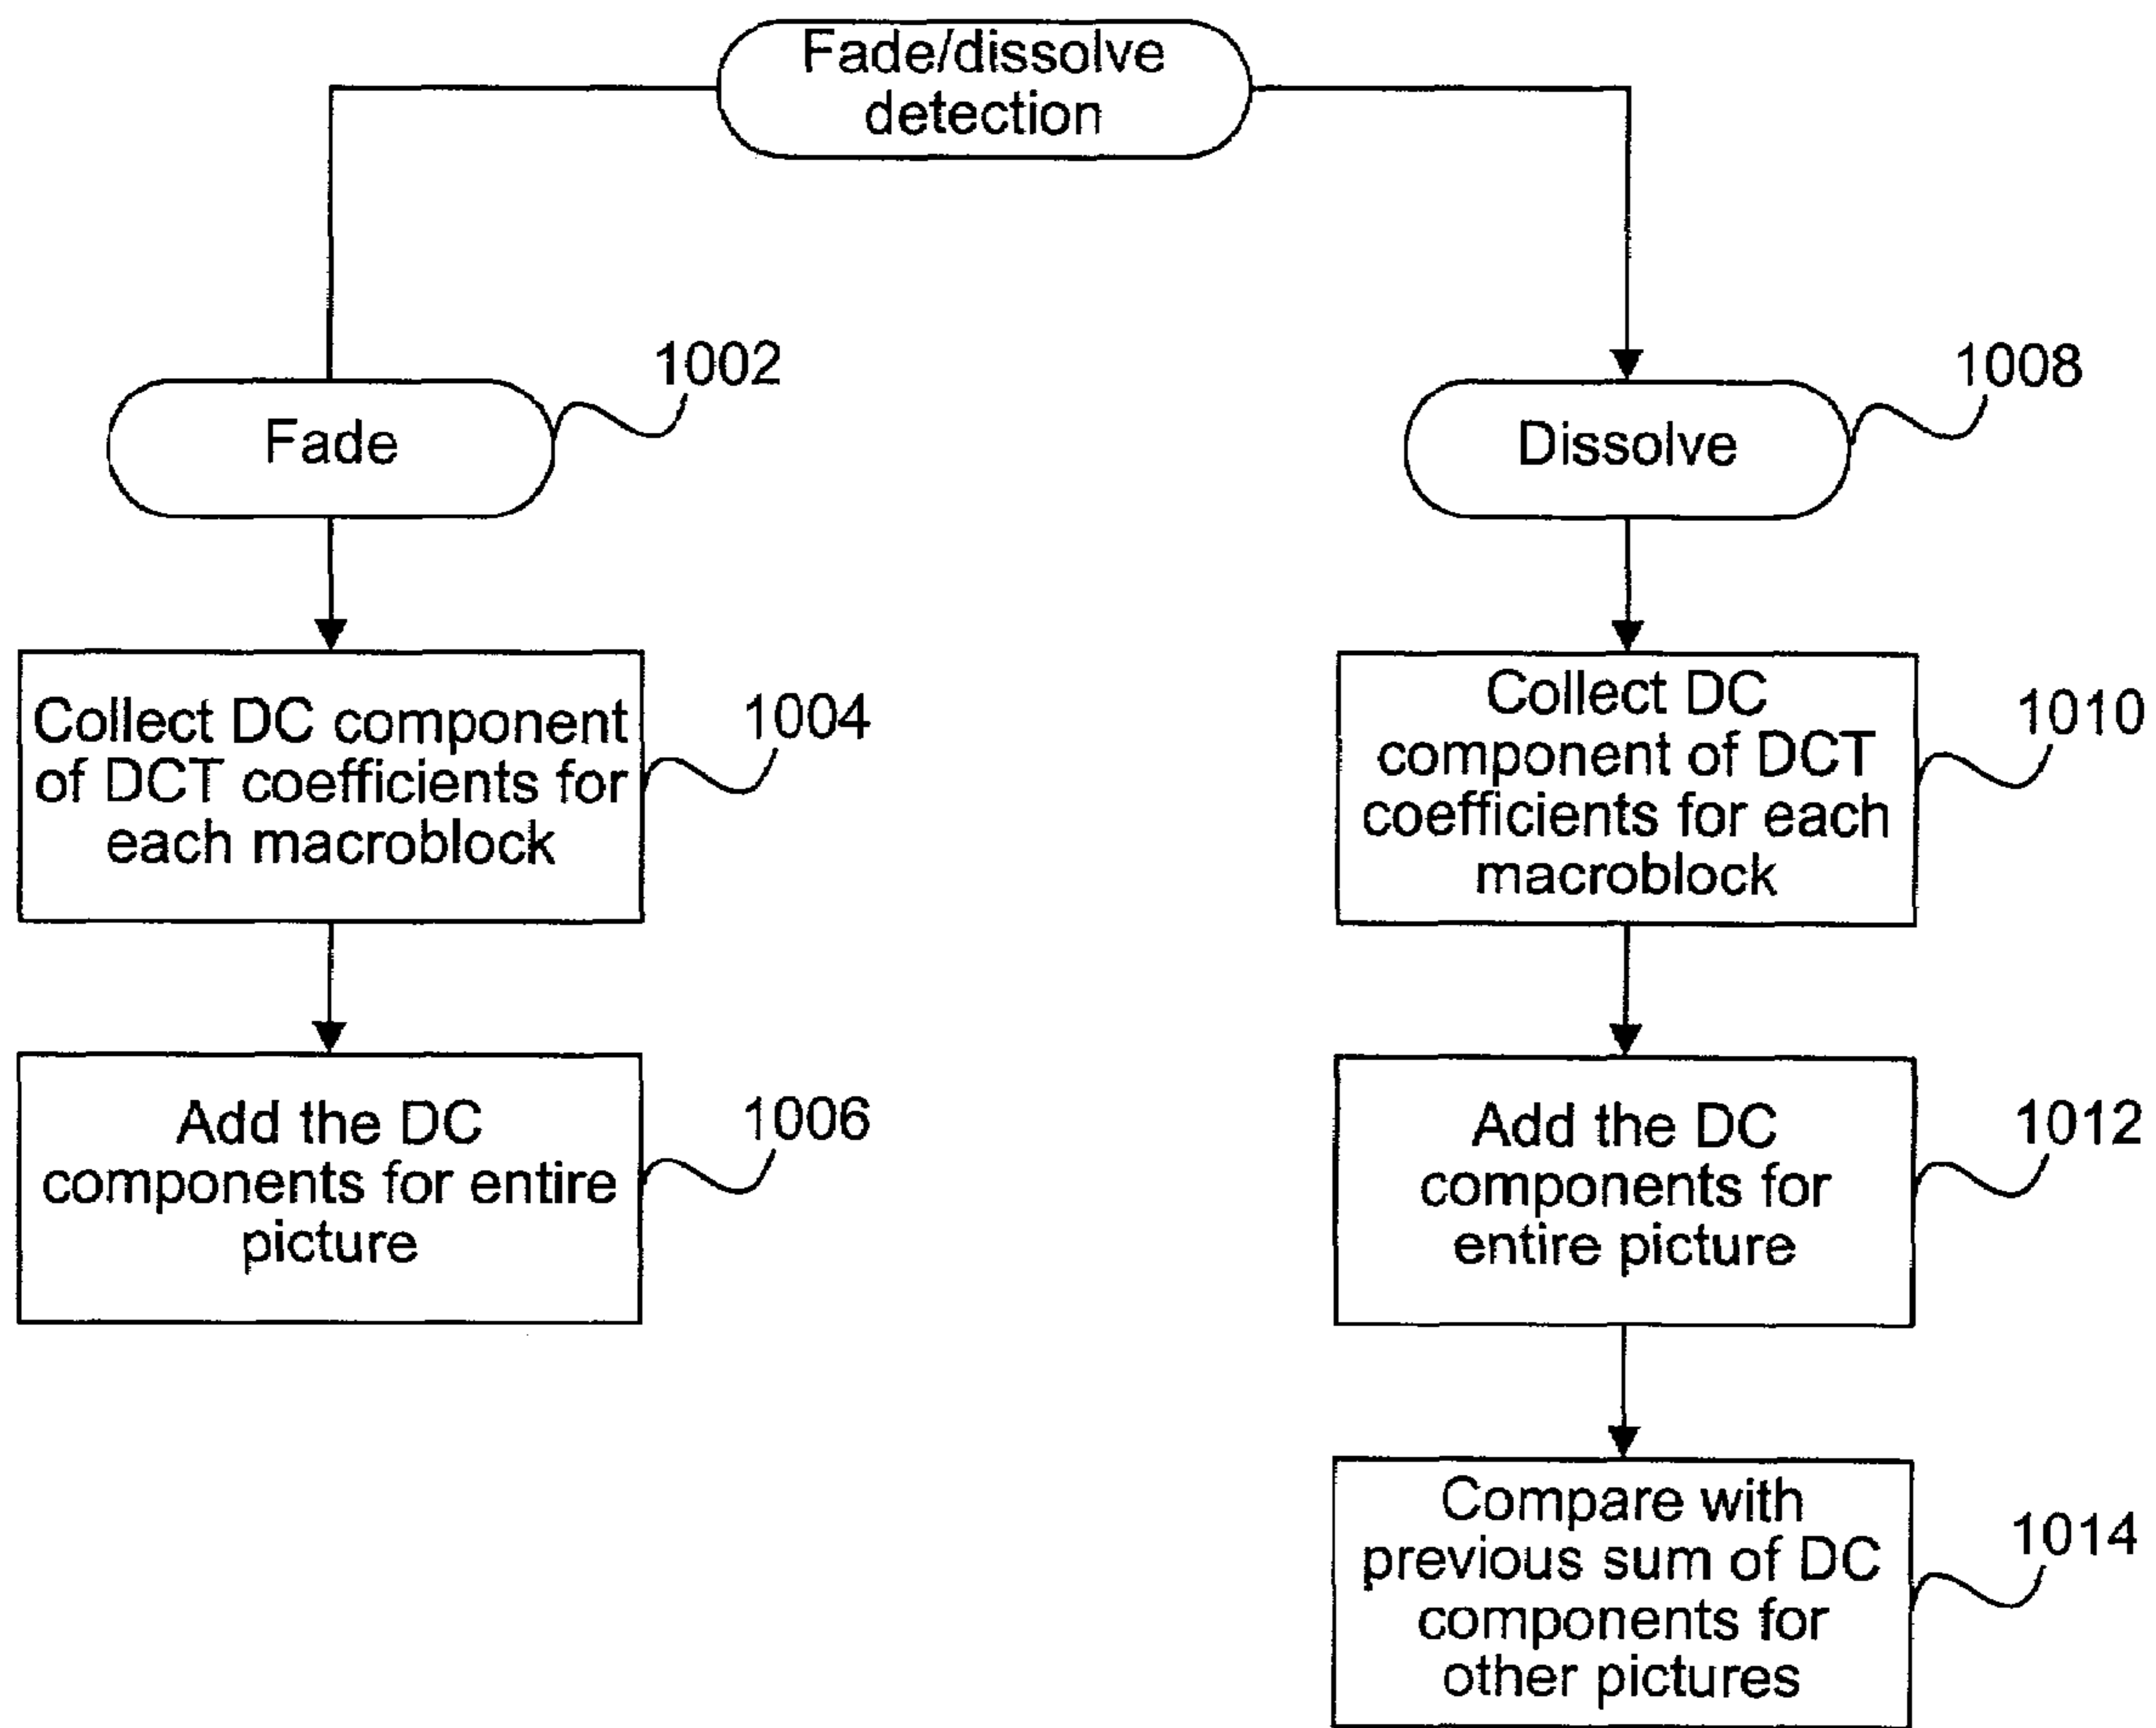 Fade/dissolve
detection
Fade
1002
Dissolve
1008
Collect DC component
of DCT coefficients for
each macroblock
1004
Collect DC
component of DCT
coefficients for each
macroblock
1010
Add the DC
components for entire
picture
1006
Add the DC
components for
entire picture
1012
Compare with
previous sum of DC
components for
other pictures
1014